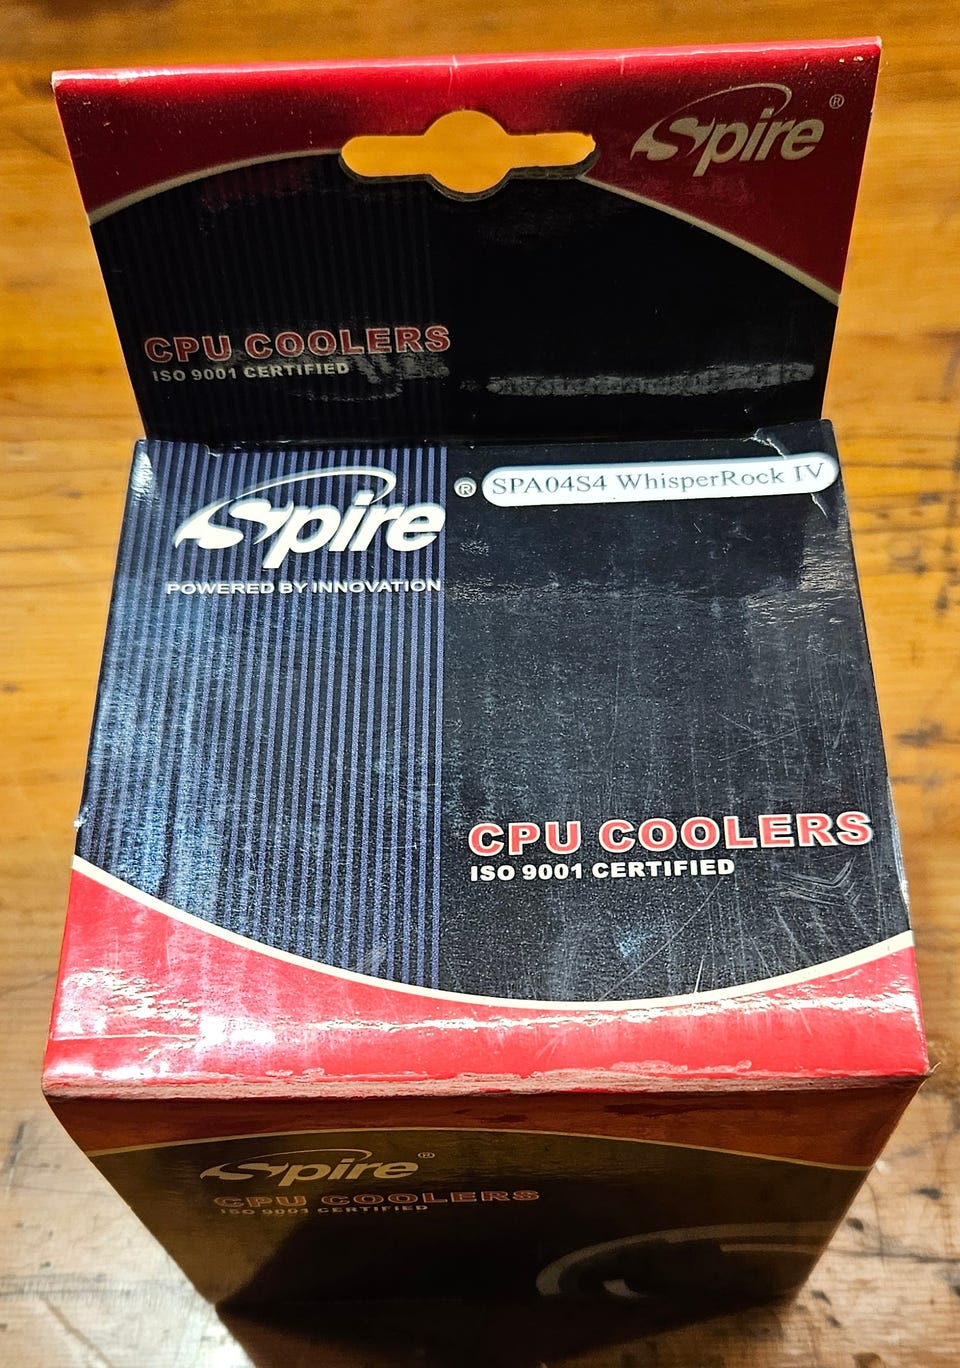 Spire®
CPU COOLERS
ISO 9001 CERTIFIED
Spire®
SPA04S4 WhisperRock IV
POWERED BY INNOVATION
CPU COOLERS
ISO 9001 CERTIFIED
Spire®
CPU COOLERS
ISO 9001 CERTIFIED